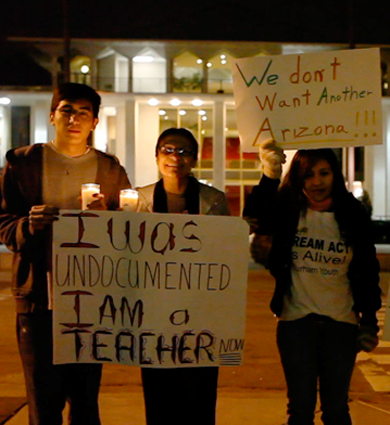 We don't
Want Another
Arizona!!!
I was
UNDOCUMENTED
I AM a
TEACHER NOW
DREAM ACT
Is Alive!